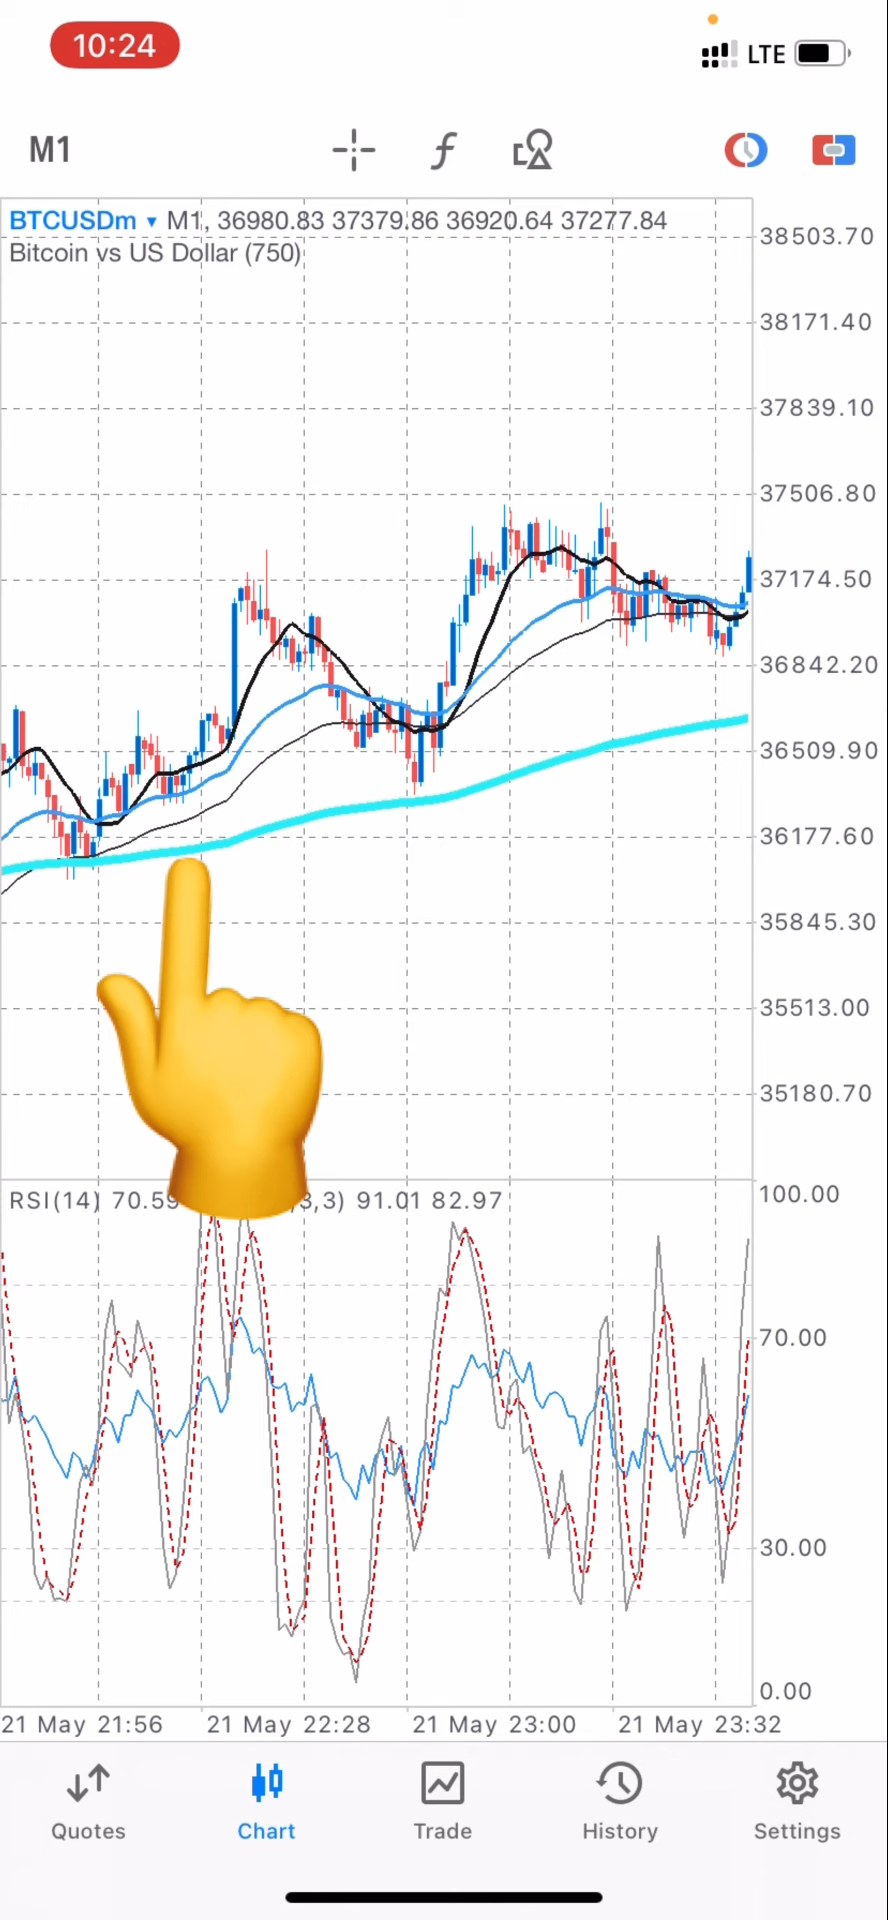 10:24
LTE
M1
f
BTCUSDm ▾ M1, 36980.83 37379.86 36920.64 37277.84
Bitcoin vs US Dollar (750)
38503.70
38171.40
37839.10
37506.80
37174.50
36842.20
36509.90
36177.60
35845.30
35513.00
35180.70
RSI(14) 70.59 3,3) 91.01 82.97
100.00
70.00
30.00
0.00
21 May 21:56 21 May 22:28 21 May 23:00 21 May 23:32
Quotes Chart Trade History Settings